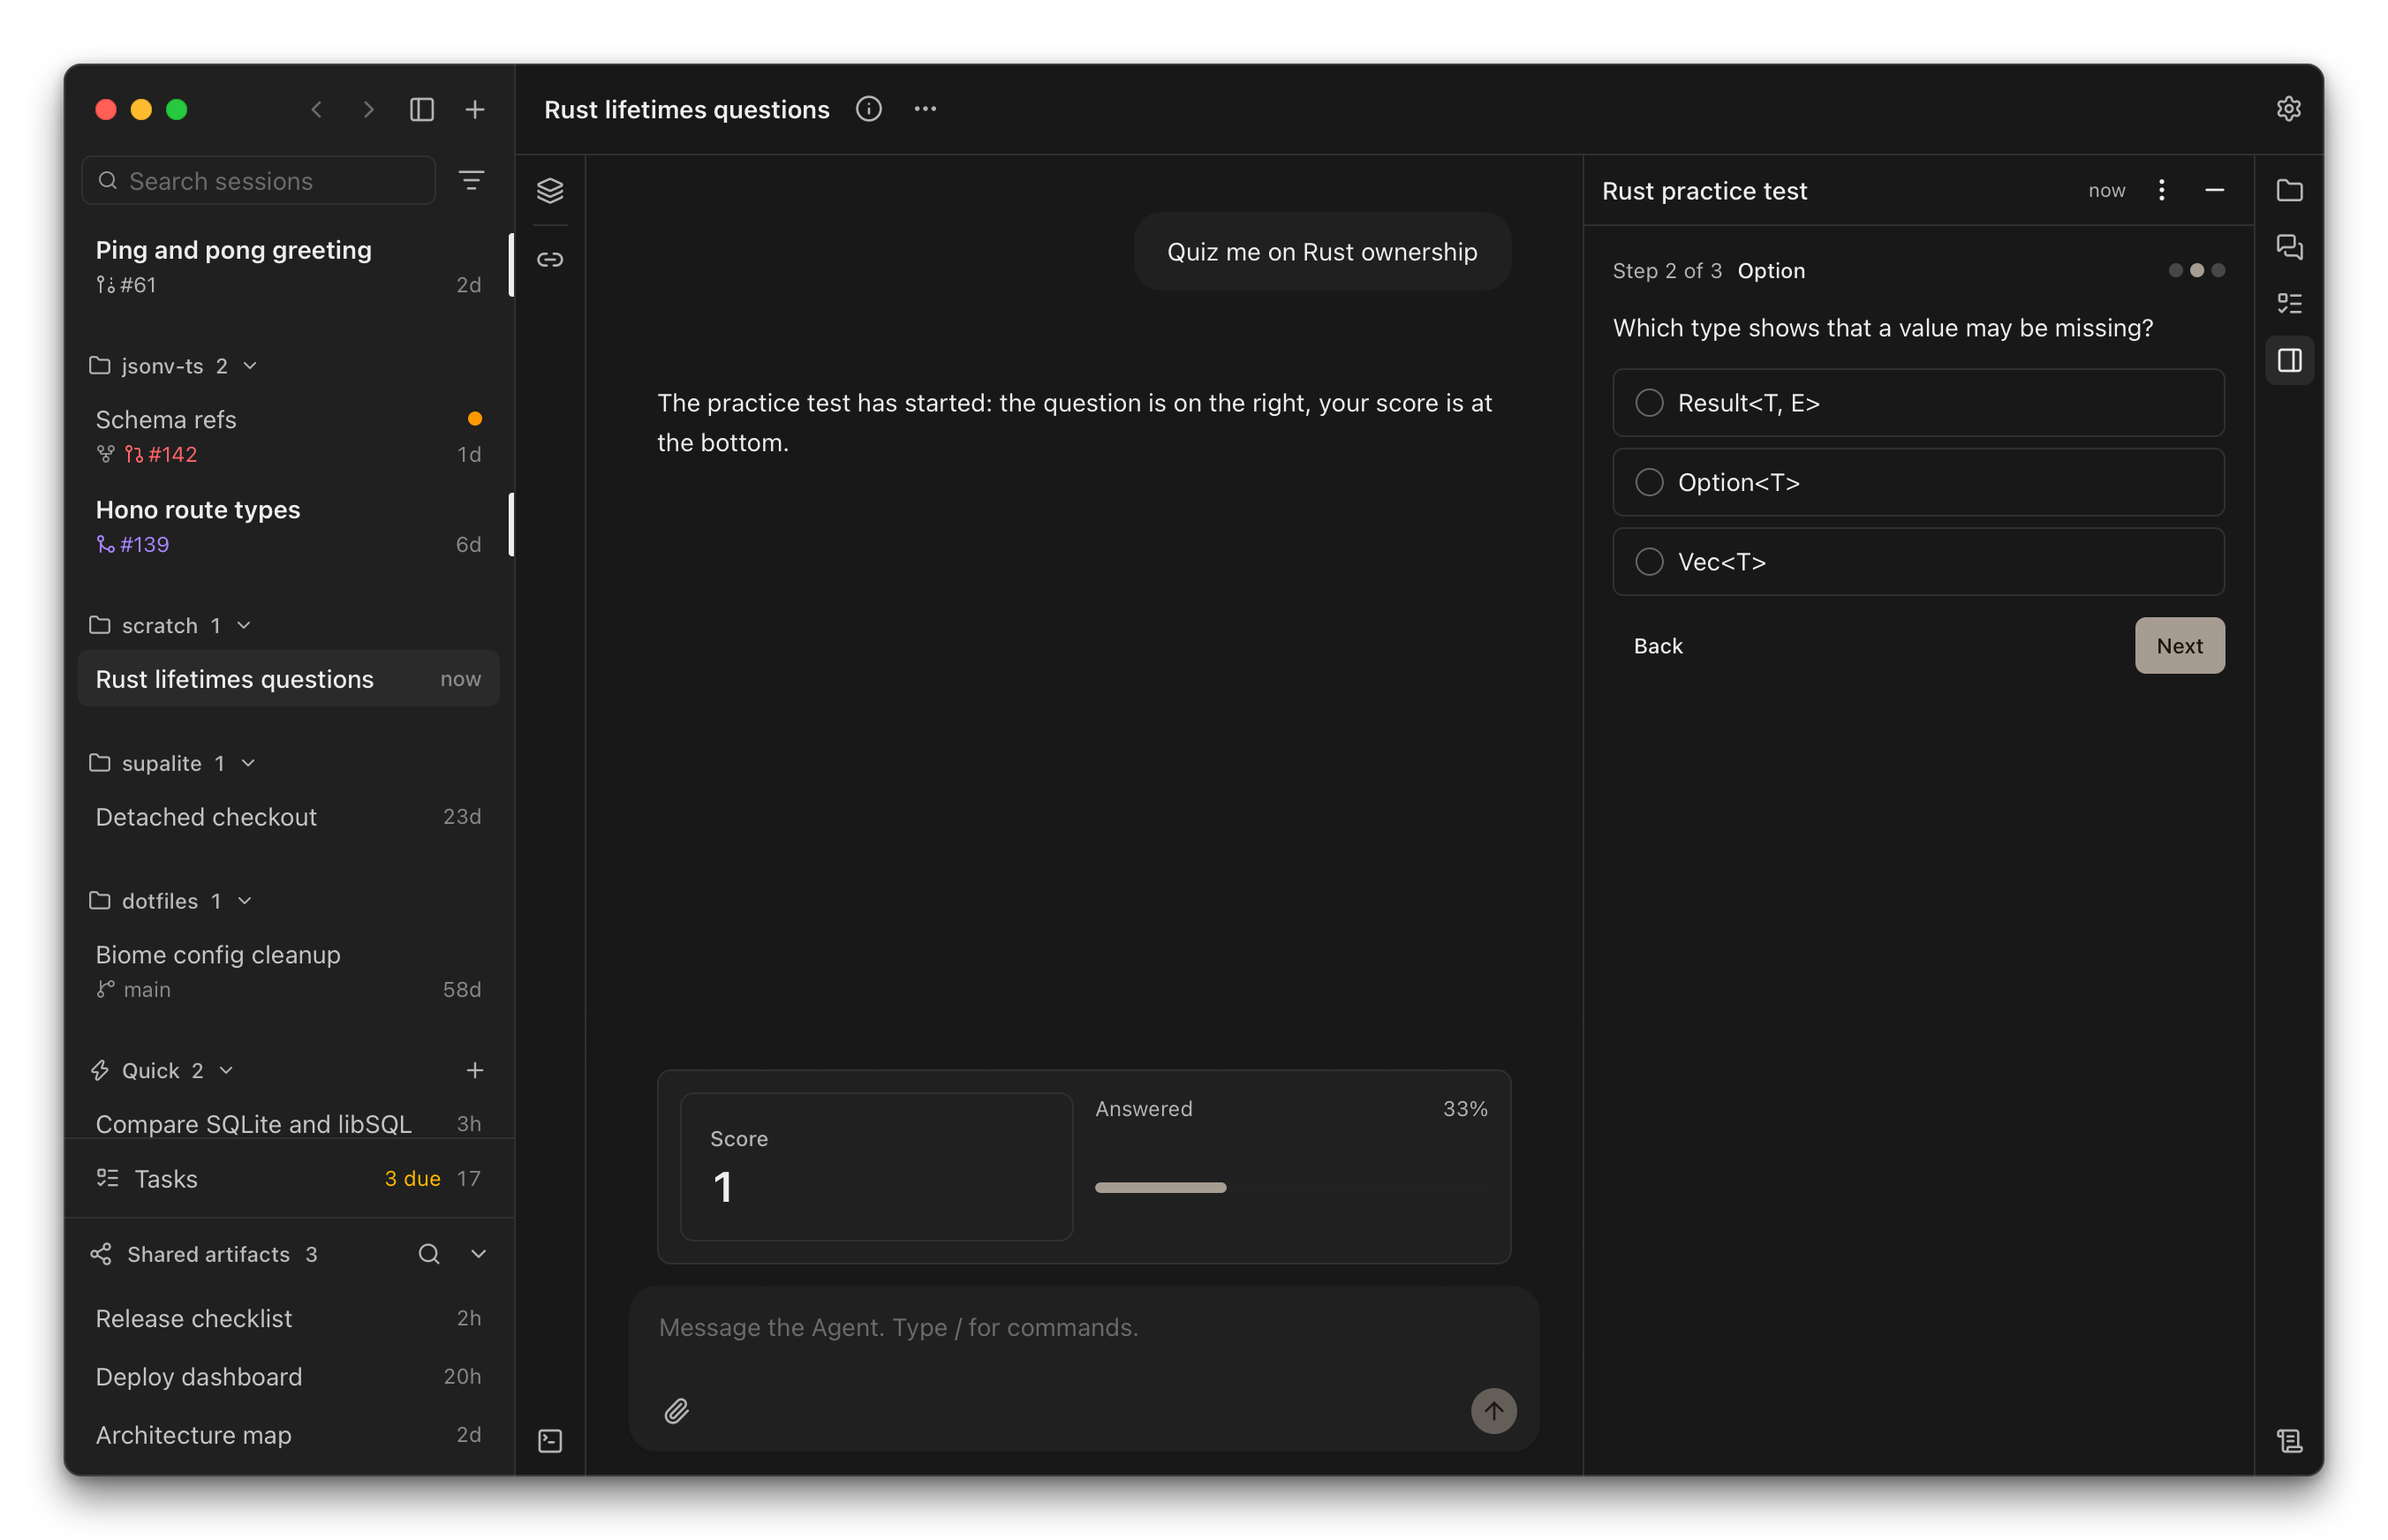 Search sessions
Ping and pong greeting
#61
2d
jsonv-ts 2
Schema refs
#142
1d
Hono route types
#139
6d
scratch 1
Rust lifetimes questions
now
supalite 1
Detached checkout
23d
dotfiles 1
Biome config cleanup
main
58d
Quick 2
Compare SQLite and libSQL
3h
Tasks
3 due 17
Shared artifacts 3
Release checklist
2h
Deploy dashboard
20h
Architecture map
2d
Rust lifetimes questions
Quiz me on Rust ownership
The practice test has started: the question is on the right, your score is at
the bottom.
Score
1
Answered
33%
Message the Agent. Type / for commands.
Rust practice test
now
Step 2 of 3 Option
Which type shows that a value may be missing?
Result<T, E>
Option<T>
Vec<T>
Back
Next